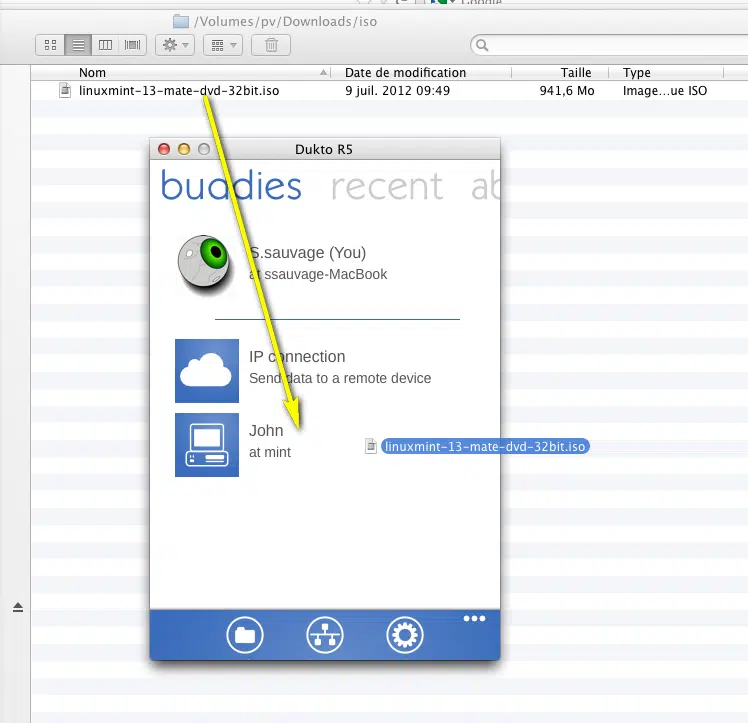 Google
/Volumes/pv/Downloads/iso
Nom Date de modification Taille Type
linuxmint-13-mate-dvd-32bit.iso 9 juil. 2012 09:49 941,6 Mo Image...ue ISO
Dukto R5
buddies recent ab
S.sauvage (You)
at ssauvage-MacBook
IP connection
Send data to a remote device
John
at mint
linuxmint-13-mate-dvd-32bit.iso